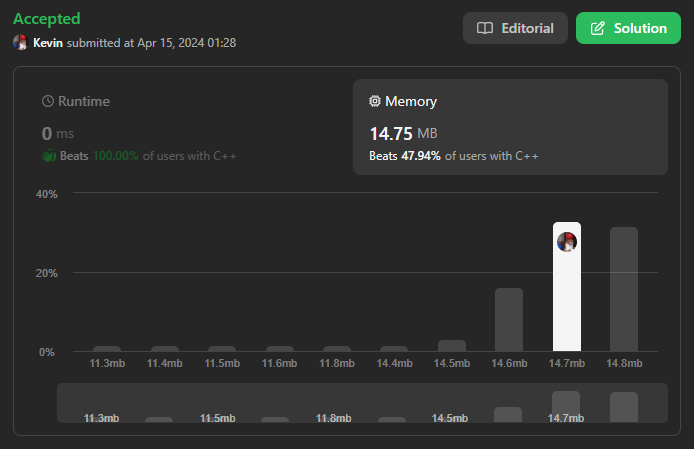 Accepted
Kevin submitted at Apr 15, 2024 01:28
Editorial
Solution
Runtime
0 ms
Beats 100.00% of users with C++
Memory
14.75 MB
Beats 47.94% of users with C++
40%
20%
0%
11.3mb 11.4mb 11.5mb 11.6mb 11.8mb 14.4mb 14.5mb 14.6mb 14.7mb 14.8mb
11.3mb 11.5mb 11.8mb 14.5mb 14.7mb